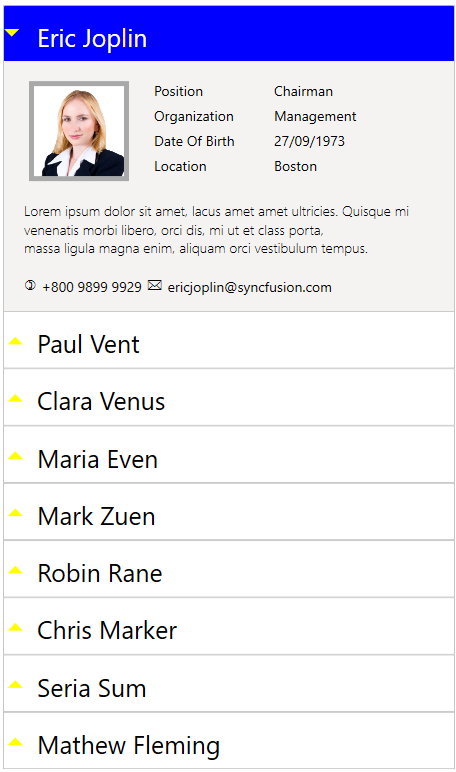 Eric Joplin
Position Chairman
Organization Management
Date Of Birth 27/09/1973
Location Boston
Lorem ipsum dolor sit amet, lacus amet amet ultricies. Quisque mi
venenatis morbi libero, orci dis, mi ut et class porta,
massa ligula magna enim, aliquam orci vestibulum tempus.
+800 9899 9929 ericjoplin@syncfusion.com
Paul Vent
Clara Venus
Maria Even
Mark Zuen
Robin Rane
Chris Marker
Seria Sum
Mathew Fleming